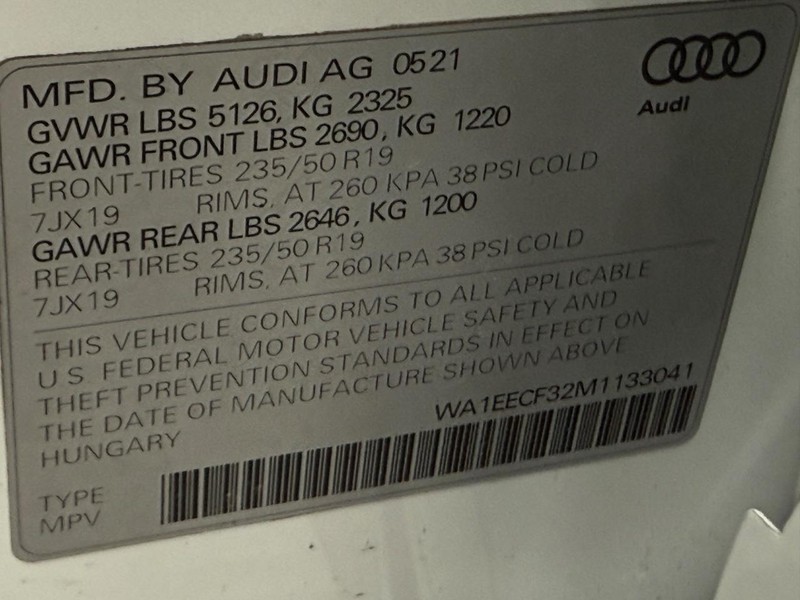 MFD. BY AUDI AG 0521
GVWR LBS 5126, KG 2325
GAWR FRONT LBS 2690, KG 1220
FRONT-TIRES 235/50 R19
7JX19 RIMS, AT 260 KPA 38 PSI COLD
GAWR REAR LBS 2646, KG 1200
REAR-TIRES 235/50 R19
7JX19 RIMS, AT 260 KPA 38 PSI COLD
THIS VEHICLE CONFORMS TO ALL APPLICABLE
U.S. FEDERAL MOTOR VEHICLE SAFETY AND
THEFT PREVENTION STANDARDS IN EFFECT ON
THE DATE OF MANUFACTURE SHOWN ABOVE
HUNGARY WA1EECF32M1133041
TYPE
MPV
Audi